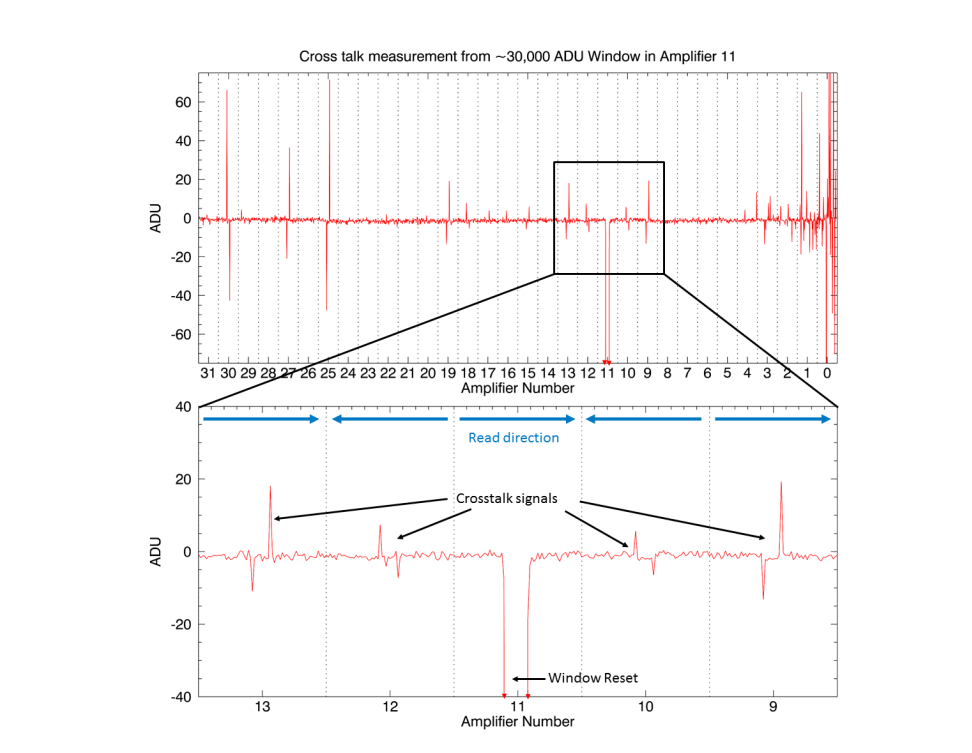 Cross talk measurement from ~30,000 ADU Window in Amplifier 11
60
40
20
0
-20
-40
-60
ADU
31 30 29 28 27 26 25 24 23 22 21 20 19 18 17 16 15 14 13 12 11 10 9 8 7 6 5 4 3 2 1 0
Amplifier Number
40
20
0
-20
-40
ADU
Read direction
Crosstalk signals
Window Reset
13 12 11 10 9
Amplifier Number